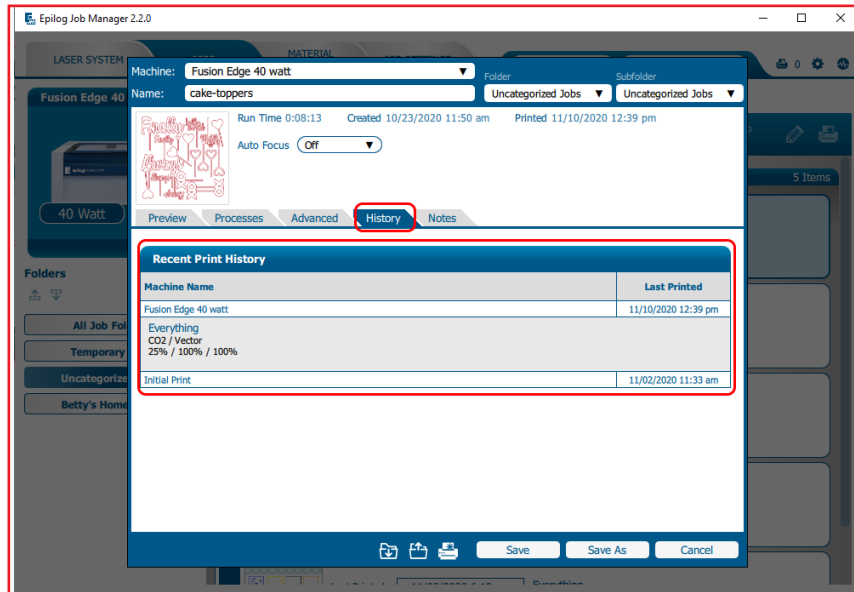 Epilog Job Manager 2.2.0
LASER SYSTEM
MATERIAL
0
Machine: Fusion Edge 40 watt
Folder
Subfolder
Name: cake-toppers
Uncategorized Jobs
Uncategorized Jobs
Fusion Edge 40
Run Time 0:08:13 Created 10/23/2020 11:50 am Printed 11/10/2020 12:39 pm
Auto Focus Off
5 Items
40 Watt
Preview Processes Advanced History Notes
Recent Print History
Folders
Machine Name Last Printed
Fusion Edge 40 watt 11/10/2020 12:39 pm
All Job Fol
Everything
CO2 / Vector
25% / 100% / 100%
Temporary
Uncategorize
Initial Print 11/02/2020 11:33 am
Betty's Home
Save Save As Cancel
Everything